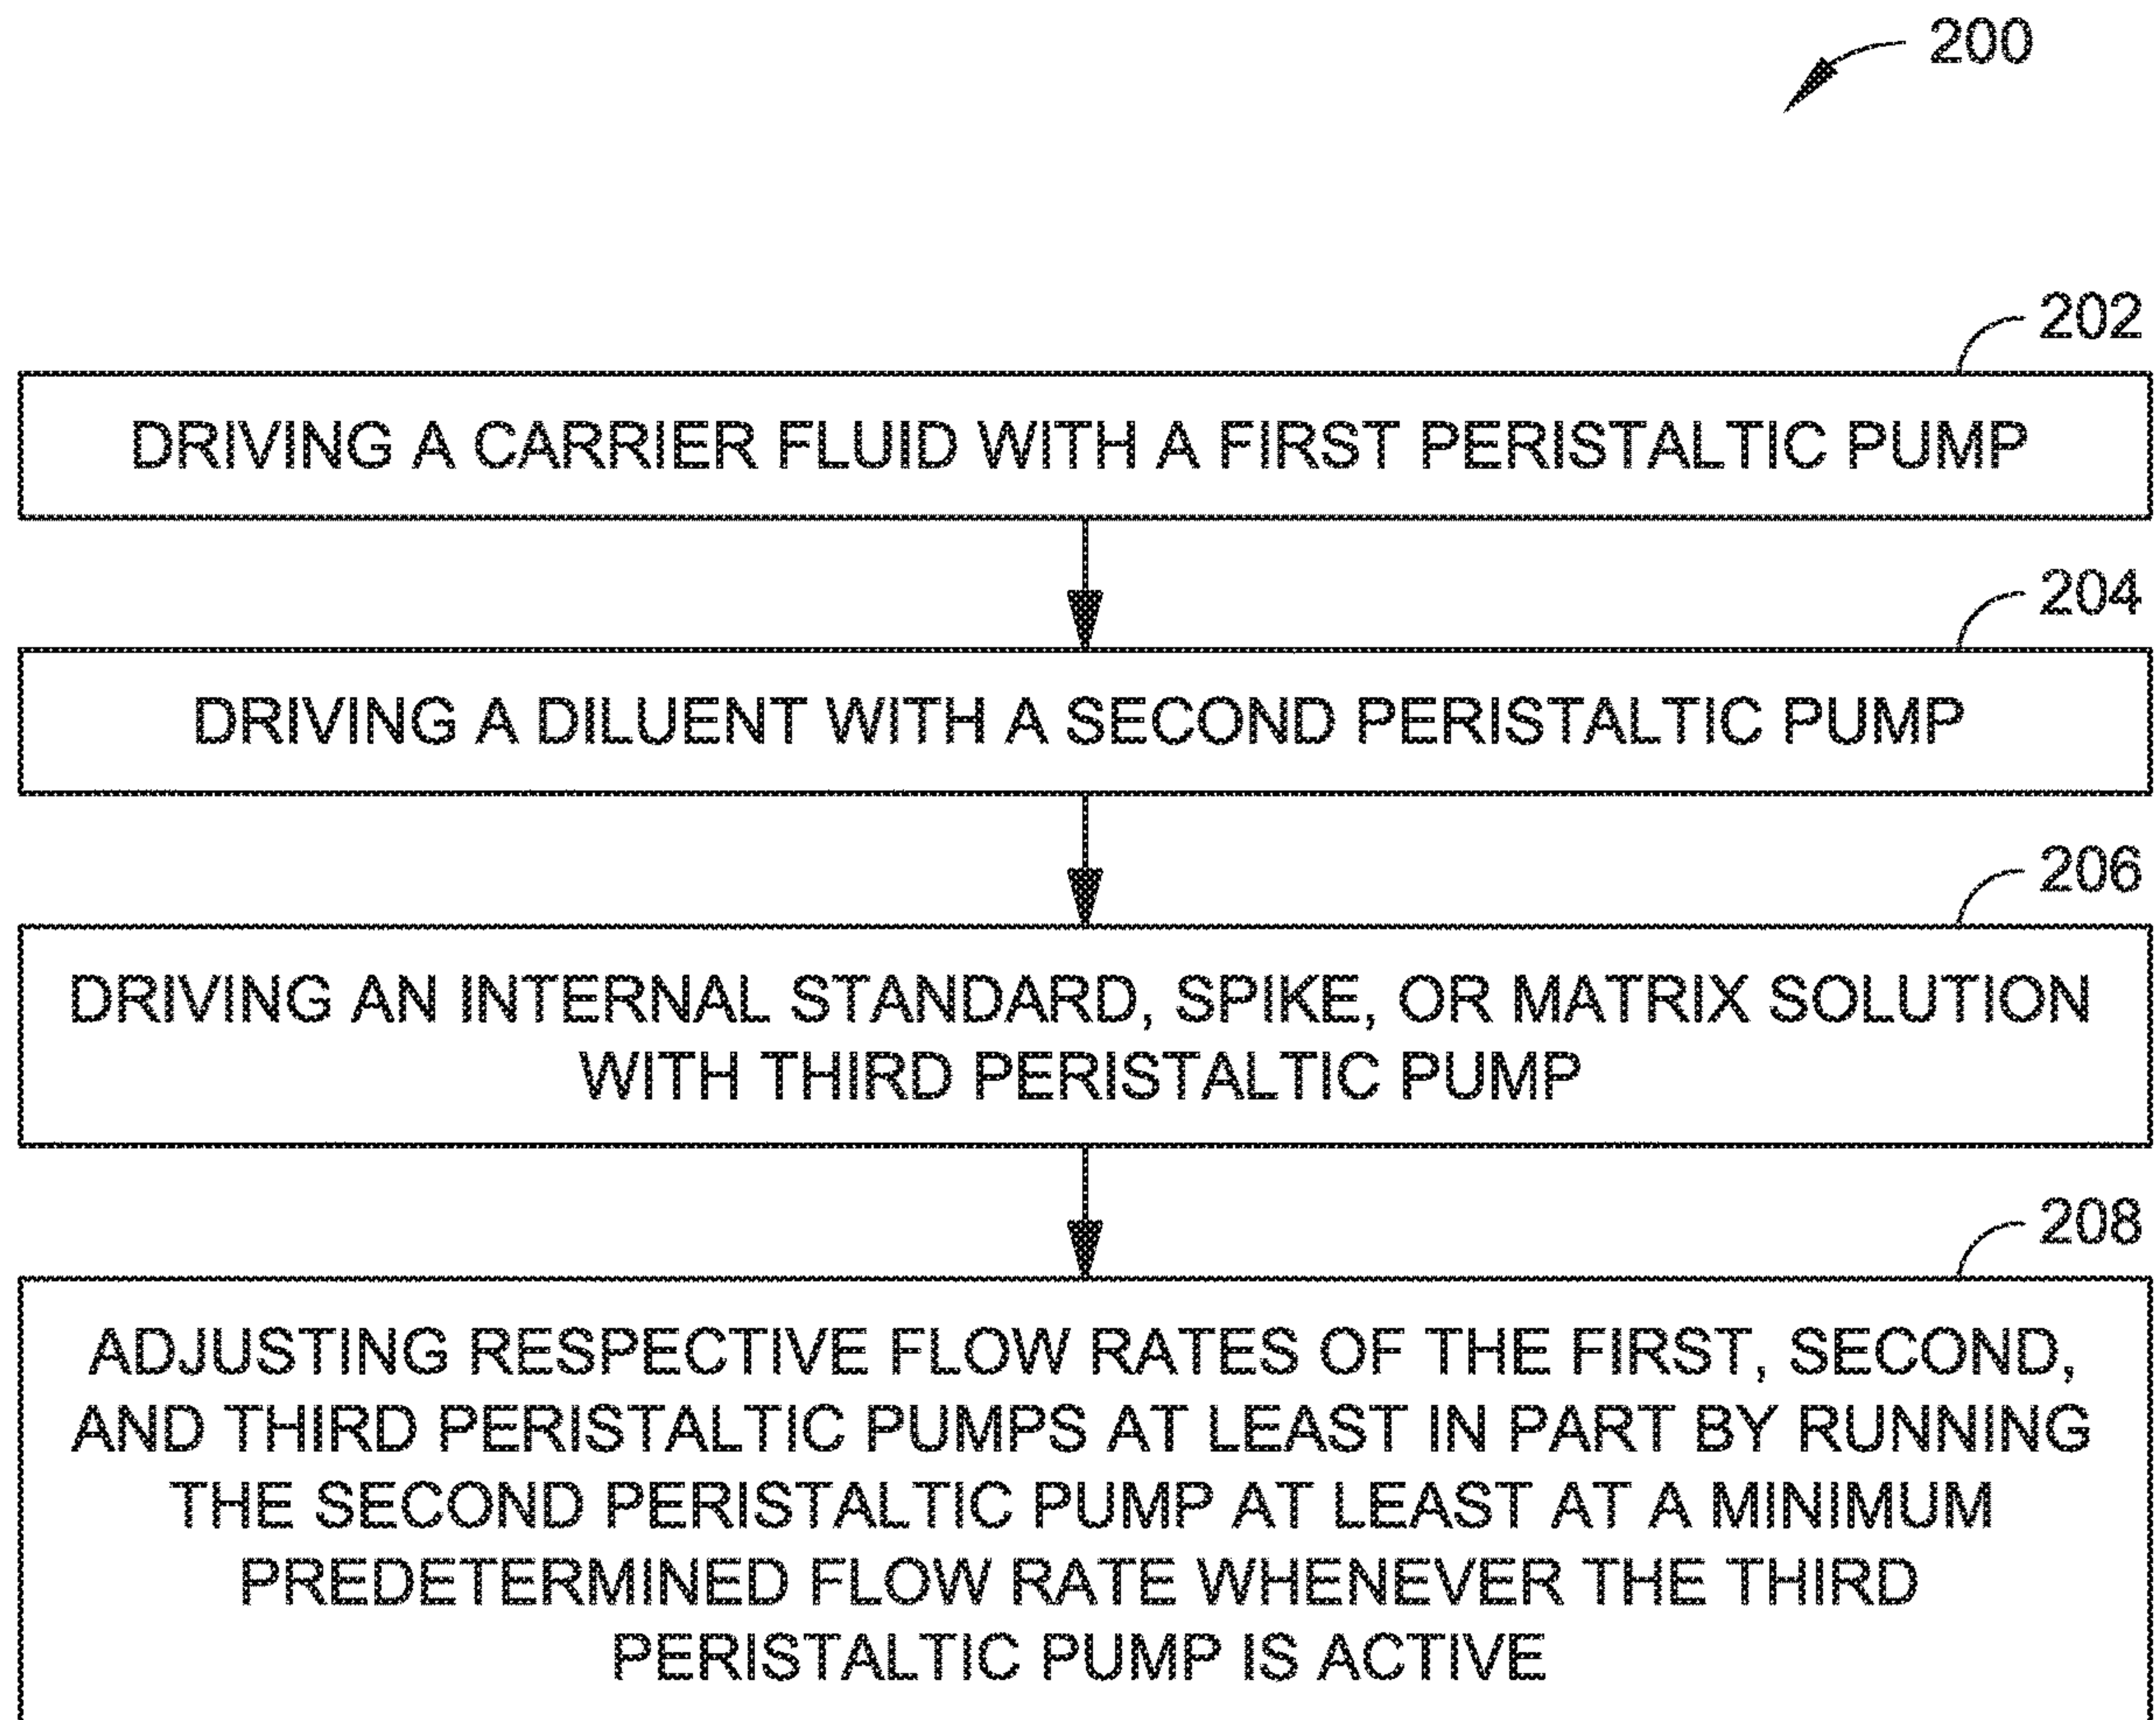 200
202
DRIVING A CARRIER FLUID WITH A FIRST PERISTALTIC PUMP
204
DRIVING A DILUENT WITH A SECOND PERISTALTIC PUMP
206
DRIVING AN INTERNAL STANDARD, SPIKE, OR MATRIX SOLUTION
WITH THIRD PERISTALTIC PUMP
208
ADJUSTING RESPECTIVE FLOW RATES OF THE FIRST, SECOND,
AND THIRD PERISTALTIC PUMPS AT LEAST IN PART BY RUNNING
THE SECOND PERISTALTIC PUMP AT LEAST AT A MINIMUM
PREDETERMINED FLOW RATE WHENEVER THE THIRD
PERISTALTIC PUMP IS ACTIVE